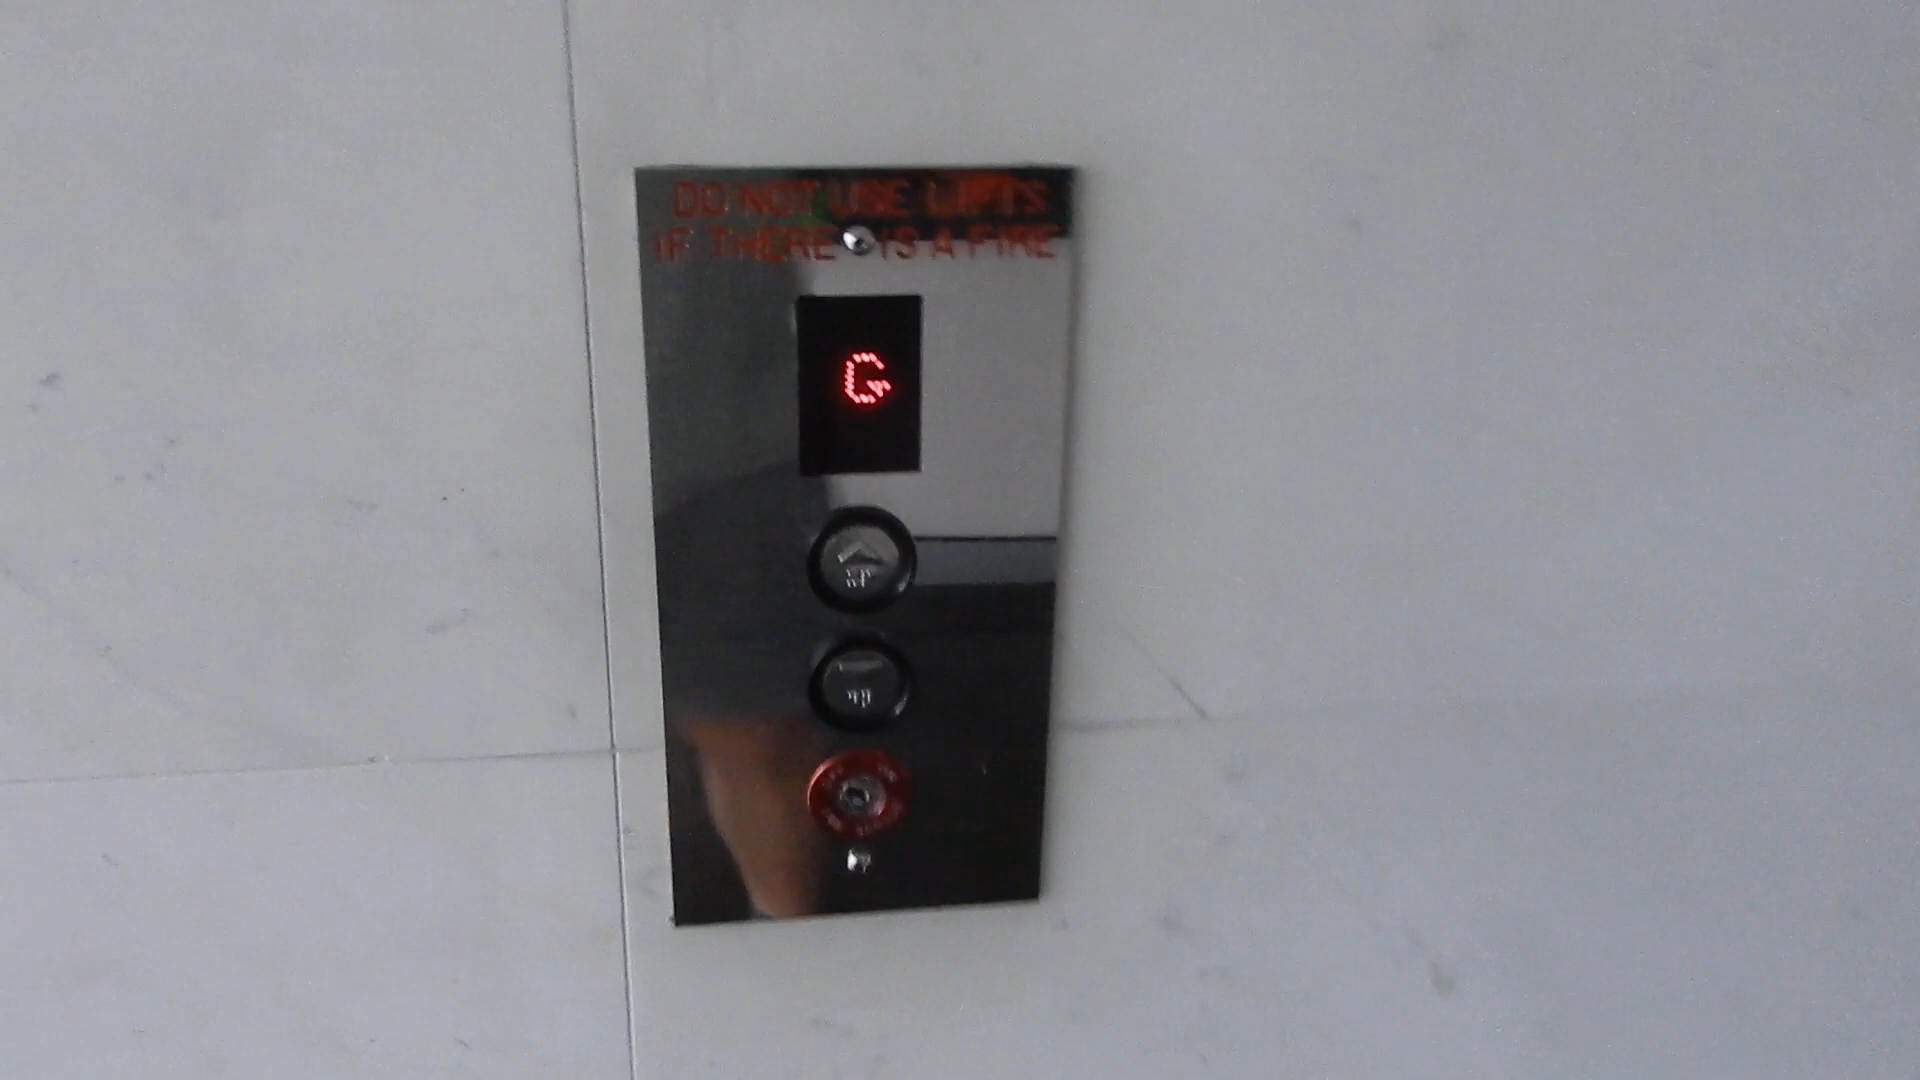 DO NOT USE LIFTS
IF THERE IS A FIRE
G